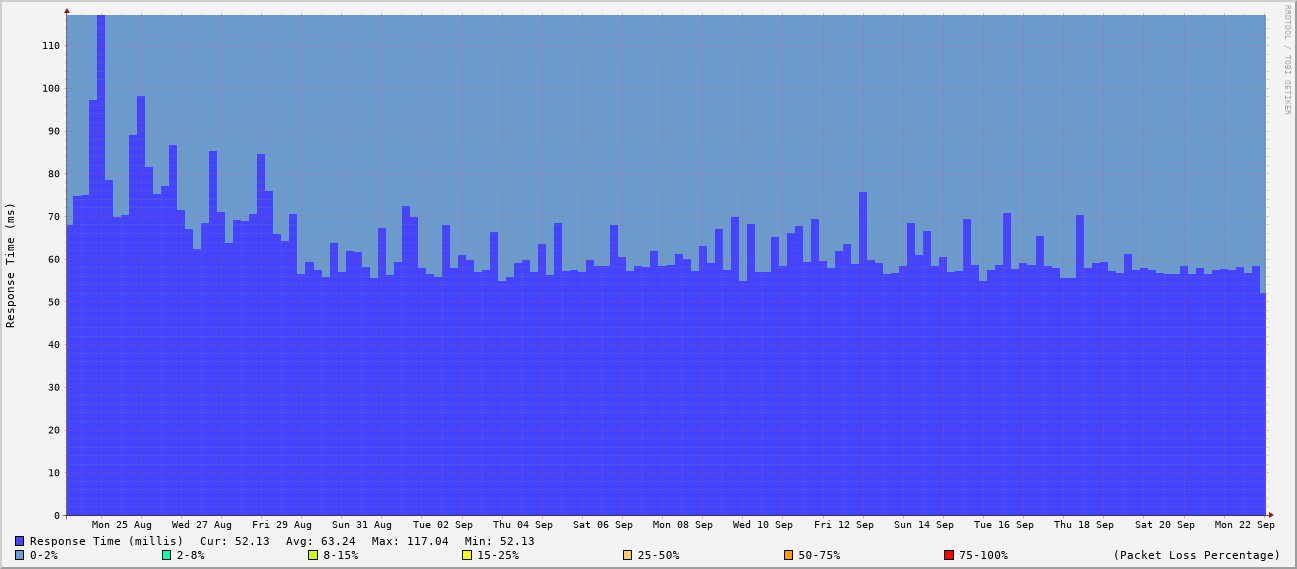 RRDTOOL / TOBI OETIKER
Response Time (ms)
110
100
90
80
70
60
50
40
30
20
10
0
Mon 25 Aug Wed 27 Aug Fri 29 Aug Sun 31 Aug Tue 02 Sep Thu 04 Sep Sat 06 Sep Mon 08 Sep Wed 10 Sep Fri 12 Sep Sun 14 Sep Tue 16 Sep Thu 18 Sep Sat 20 Sep Mon 22 Sep
Response Time (millis) Cur: 52.13 Avg: 63.24 Max: 117.04 Min: 52.13
0-2% 2-8% 8-15% 15-25% 25-50% 50-75% 75-100% (Packet Loss Percentage)